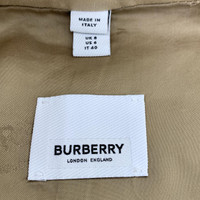 MADE IN
ITALY
UK 8
US 6
IT 40
BURBERRY
LONDON ENGLAND